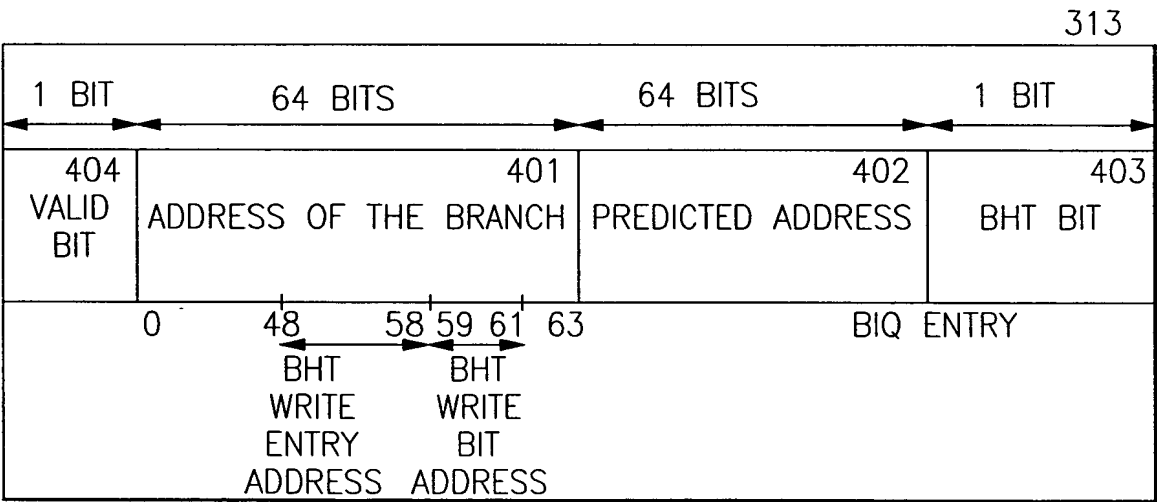 313
1 BIT 64 BITS 64 BITS 1 BIT
404 401 402 403
VALID BIT ADDRESS OF THE BRANCH PREDICTED ADDRESS BHT BIT
0 48 58 59 61 63 BIQ ENTRY
BHT WRITE ENTRY ADDRESS
BHT WRITE BIT ADDRESS